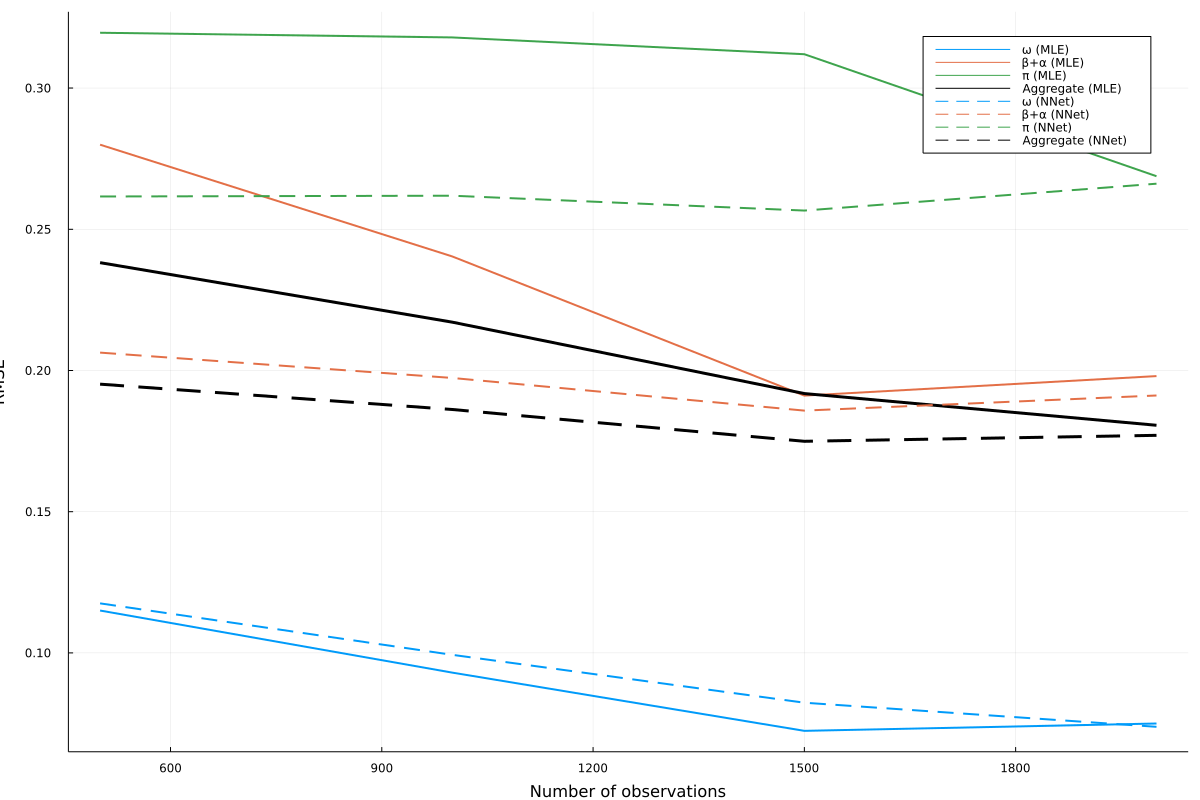 0.30
0.25
0.20
0.15
0.10
600
900
1200
1500
1800
Number of observations
ω (MLE)
β+α (MLE)
π (MLE)
Aggregate (MLE)
ω (NNet)
β+α (NNet)
π (NNet)
Aggregate (NNet)